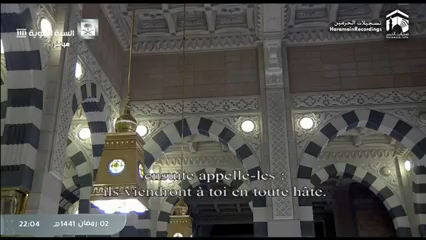 السنة النبوية
مباشر
تسجيلات الحرمين
HaramainRecordings
ensuite appelle-les ;
ils viendront à toi en toute hâte.
22:04
02 رمضان 1441هـ